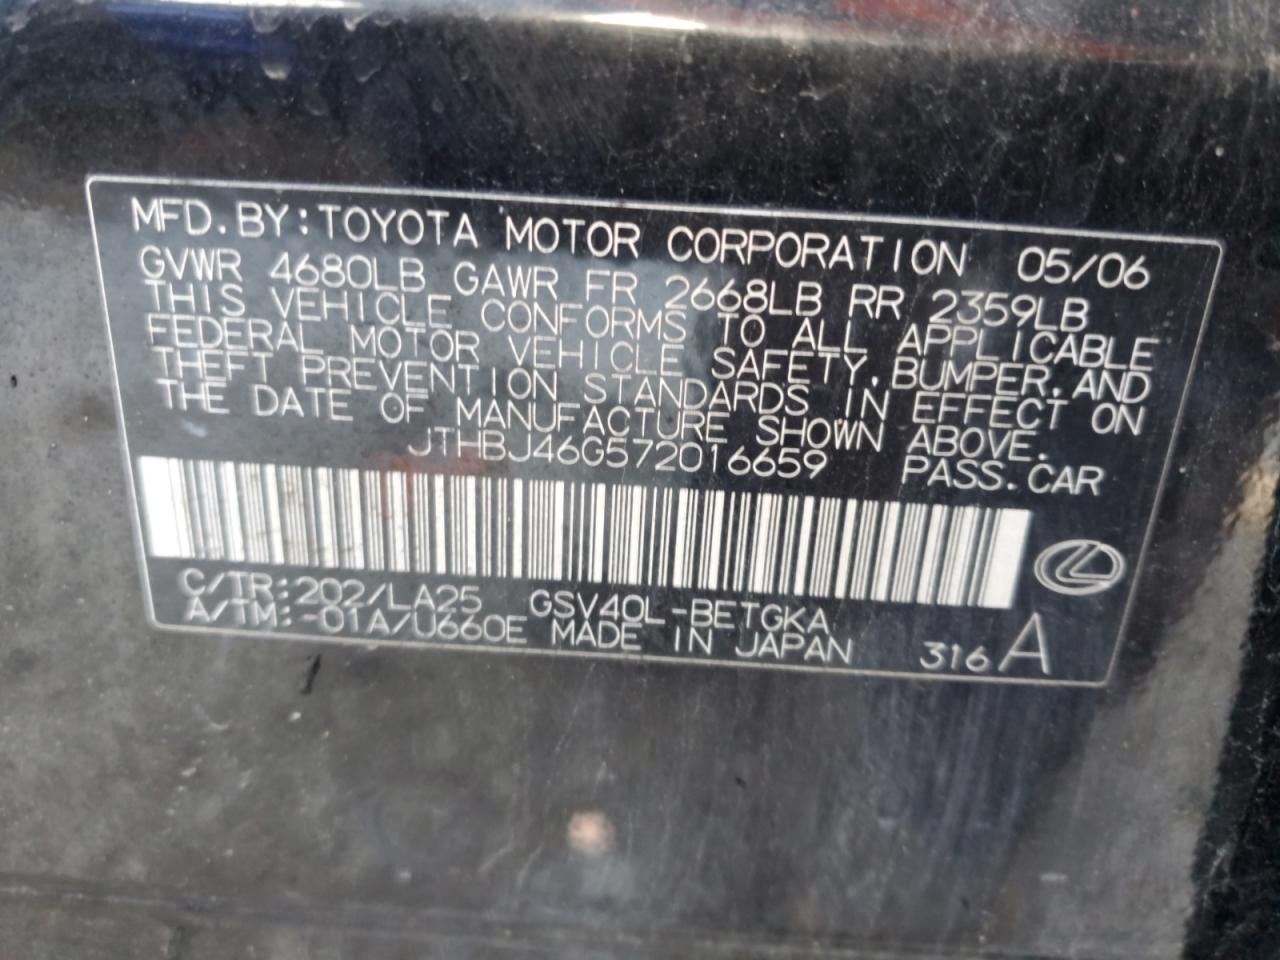 MFD.BY:TOYOTA MOTOR CORPORATION 05/06
GVWR 4680LB GAWR FR 2668LB RR 2359LB
THIS VEHICLE CONFORMS TO ALL APPLICABLE
FEDERAL MOTOR VEHICLE SAFETY,BUMPER,AND
THEFT PREVENTION STANDARDS IN EFFECT ON
THE DATE OF MANUFACTURE SHOWN ABOVE.
JTHBJ46G572016659 PASS.CAR
C/TR:202/LA25 GSV40L-BETGKA
A/TM:-01A/U660E MADE IN JAPAN 316 A